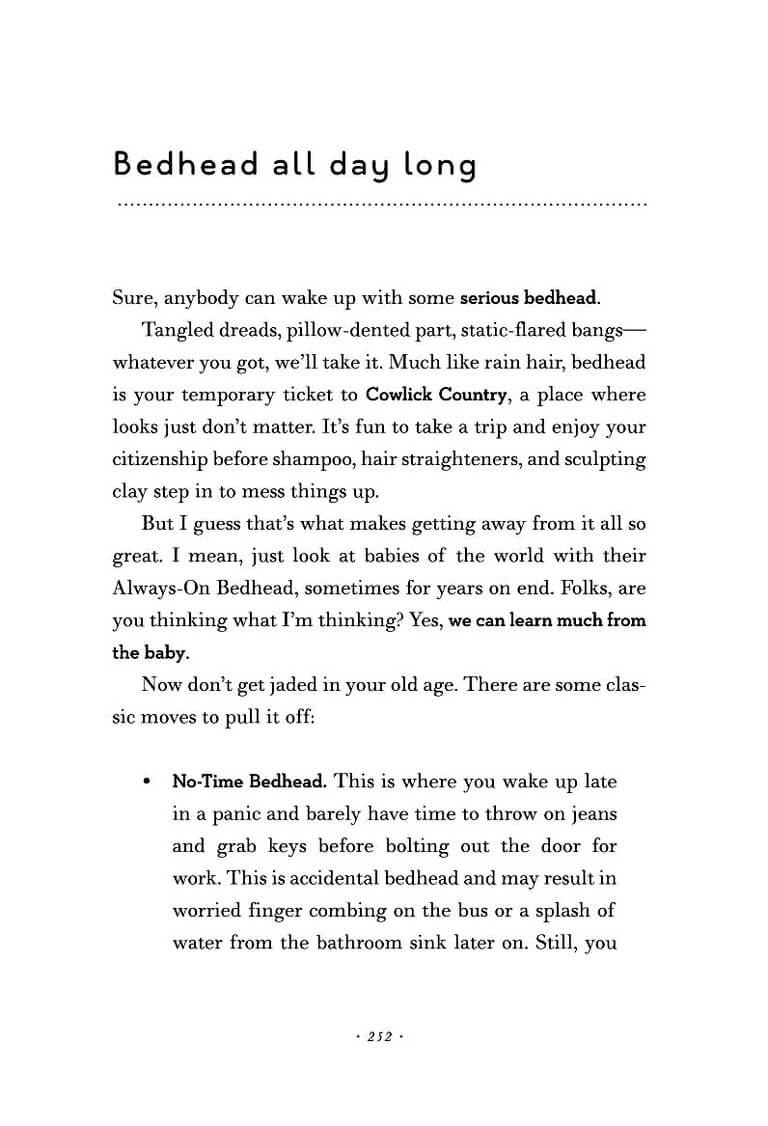 Bedhead all day long
Sure, anybody can wake up with some serious bedhead.
Tangled dreads, pillow-dented part, static-flared bangs—
whatever you got, we’ll take it. Much like rain hair, bedhead
is your temporary ticket to Cowlick Country, a place where
looks just don’t matter. It’s fun to take a trip and enjoy your
citizenship before shampoo, hair straighteners, and sculpting
clay step in to mess things up.
But I guess that’s what makes getting away from it all so
great. I mean, just look at babies of the world with their
Always-On Bedhead, sometimes for years on end. Folks, are
you thinking what I’m thinking? Yes, we can learn much from
the baby.
Now don’t get jaded in your old age. There are some clas-
sic moves to pull it off:
• No-Time Bedhead. This is where you wake up late
in a panic and barely have time to throw on jeans
and grab keys before bolting out the door for
work. This is accidental bedhead and may result in
worried finger combing on the bus or a splash of
water from the bathroom sink later on. Still, you
· 252 ·